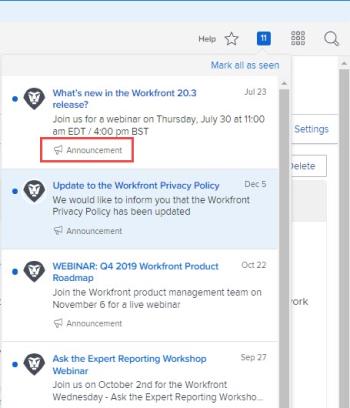 Help
11
Mark all as seen
What's new in the Workfront 20.3
release?
Jul 23
Join us for a webinar on Thursday, July 30 at 11:00
am EDT / 4:00 pm BST
Announcement
Settings
Delete
Update to the Workfront Privacy Policy
Dec 5
We would like to inform you that the Workfront
Privacy Policy has been updated
Announcement
WEBINAR: Q4 2019 Workfront Product
Roadmap
Oct 22
Join the Workfront product management team on
November 6 for a live webinar
ork
Announcement
Ask the Expert Reporting Workshop
Webinar
Sep 27
Join us on October 2nd for the Workfront
Wednesday - Ask the Expert Reporting Worksho...